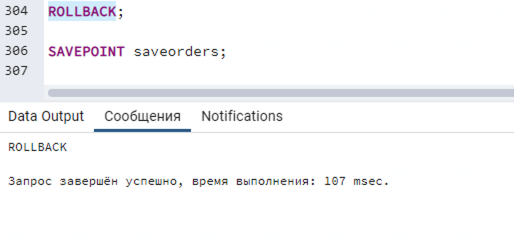 304 ROLLBACK;
305
306 SAVEPOINT saveorders;
307
Data Output Сообщения Notifications
ROLLBACK
Запрос завершён успешно, время выполнения: 107 msec.